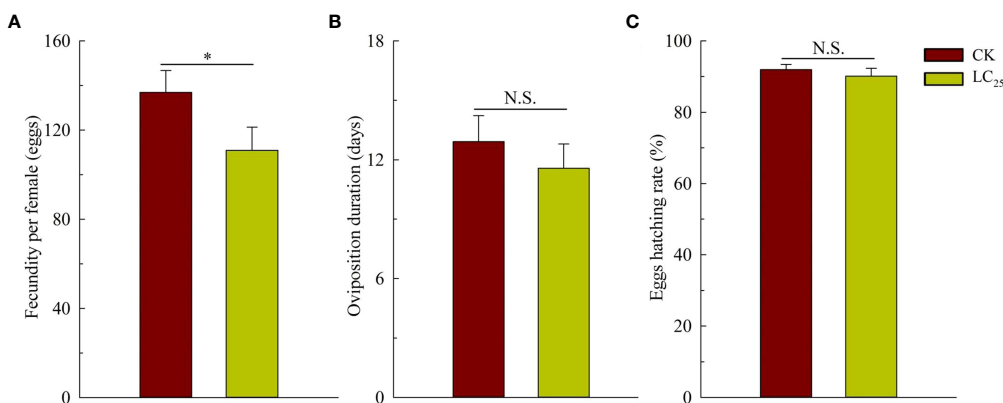 A
B
C
Fecundity per female (eggs)
160
120
80
40
0
*
Oviposition duration (days)
18
12
6
0
N.S.
Eggs hatching rate (%)
100
80
60
40
20
0
N.S.
CK
LC₂₅